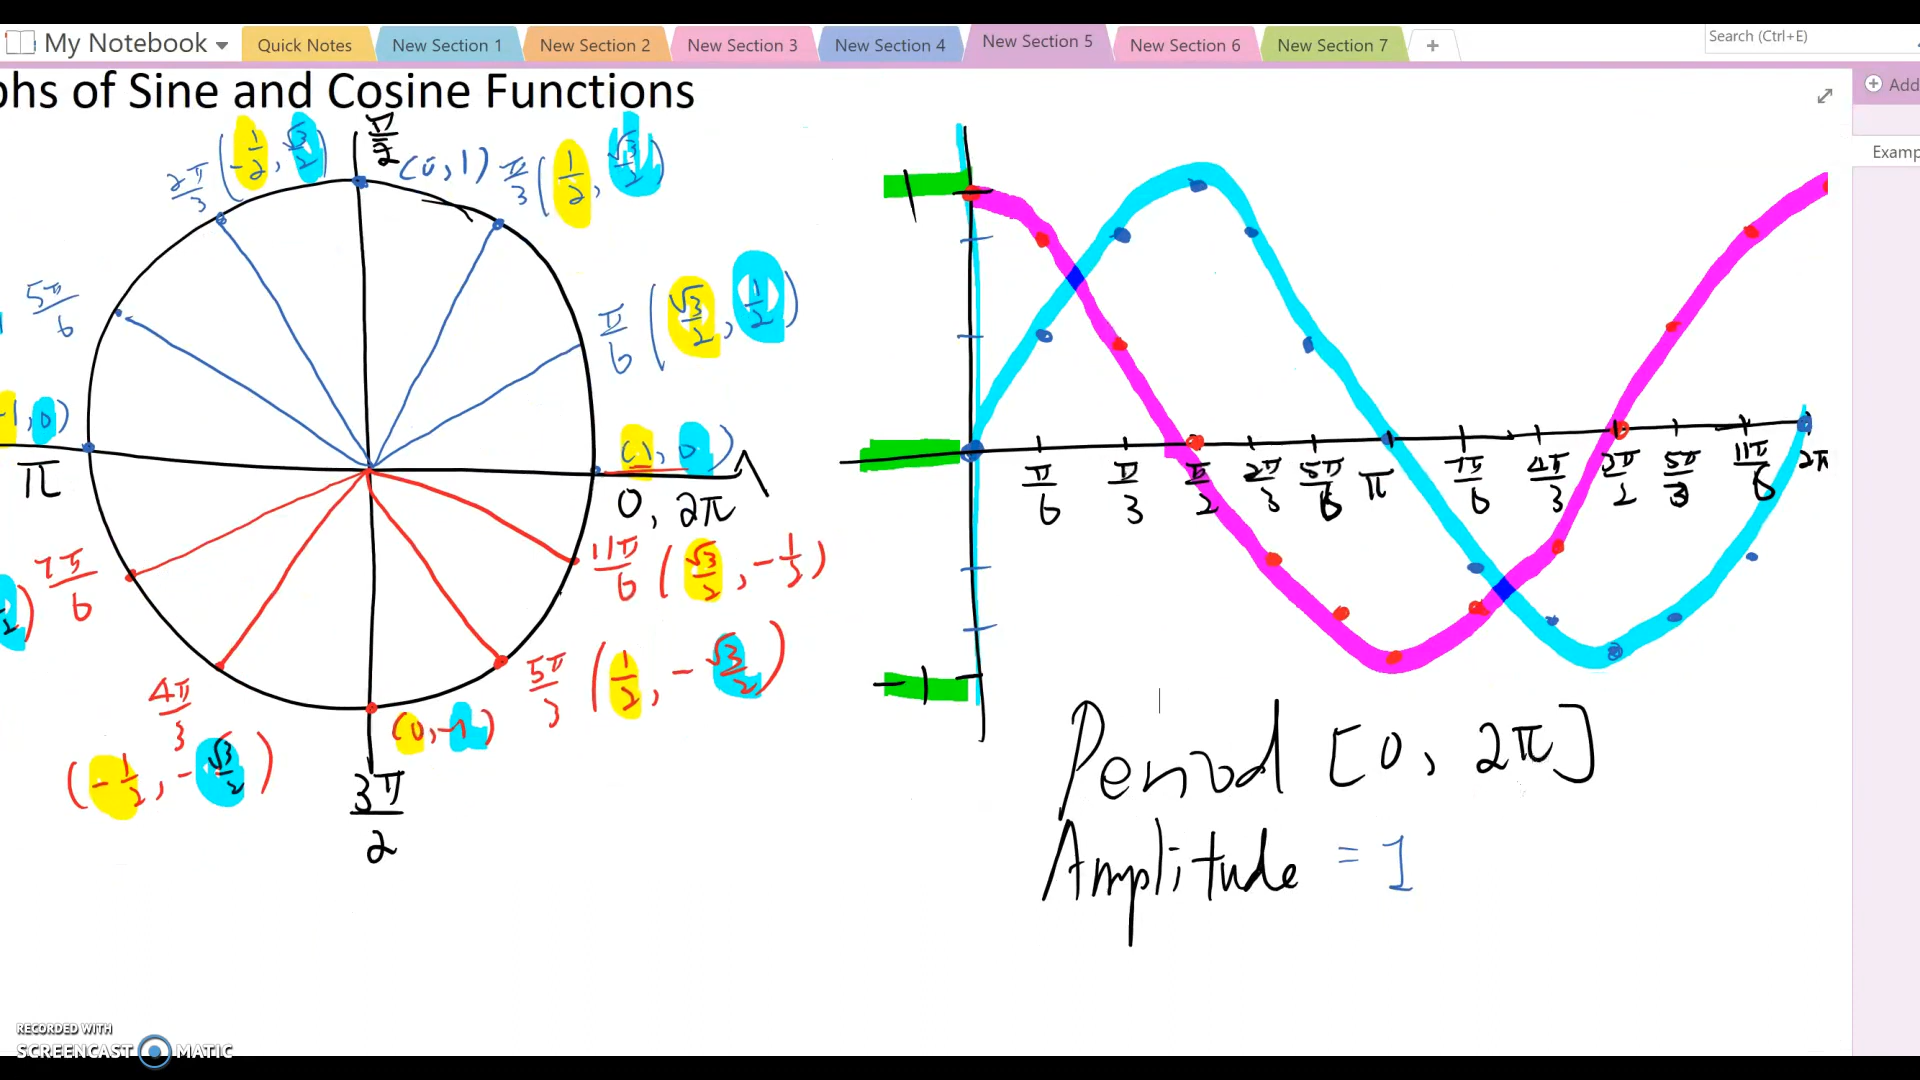 My Notebook
Quick Notes
New Section 1
New Section 2
New Section 3
New Section 4
New Section 5
New Section 6
New Section 7
+
Search (Ctrl+E)
Add
Examp
phs of Sine and Cosine Functions
π/2
(0, 1)
2π/3 (-1/2, √3/2)
π/3 (1/2, √3/2)
5π/6
π/6 (√3/2, 1/2)
-1, 0)
π
(1, 0)
0, 2π
7π/6
11π/6 (√3/2, -1/2)
4π/3
(-1/2, -√3/2)
(0, -1)
5π/3 (1/2, -√3/2)
3π/2
1
-1
π/6 π/3 π/2 2π/3 5π/6 π 7π/6 4π/3 3π/2 5π/3 11π/6 2π
Period [0, 2π]
Amplitude = 1
RECORDED WITH
SCREENCAST MATIC